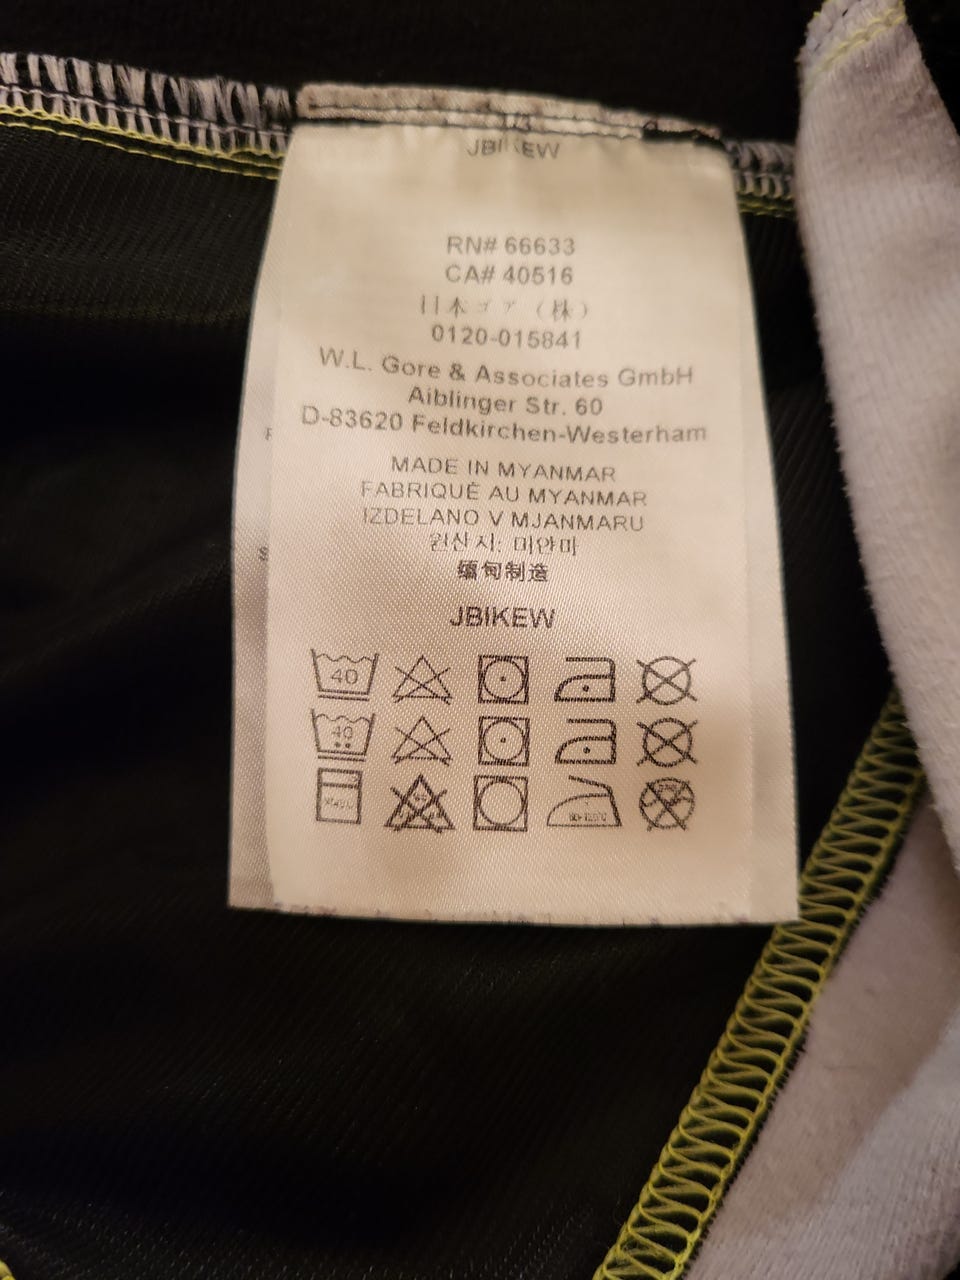 JBIKEW
RN# 66633
CA# 40516
日本ゴア（株）
0120-015841
W.L. Gore & Associates GmbH
Aiblinger Str. 60
D-83620 Feldkirchen-Westerham
MADE IN MYANMAR
FABRIQUÉ AU MYANMAR
IZDELANO V MJANMARU
원산지: 미얀마
缅甸制造
JBIKEW
40
40